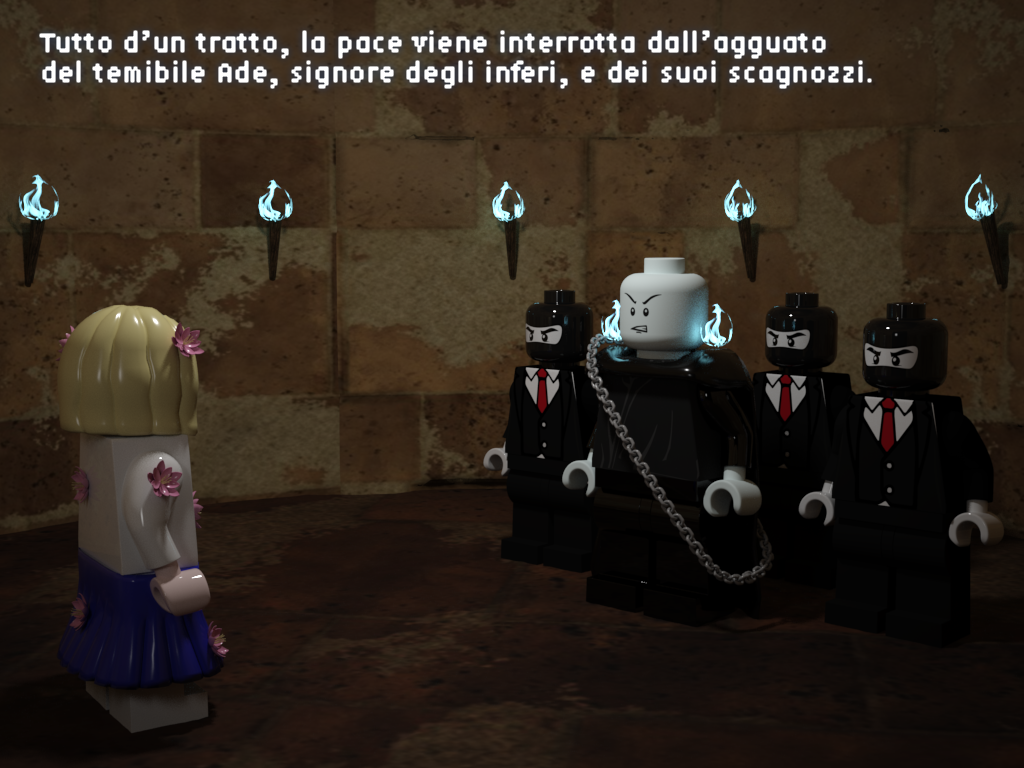 Tutto d'un tratto, la pace viene interrotta dall'agguato
del temibile Ade, signore degli inferi, e dei suoi scagnozzi.